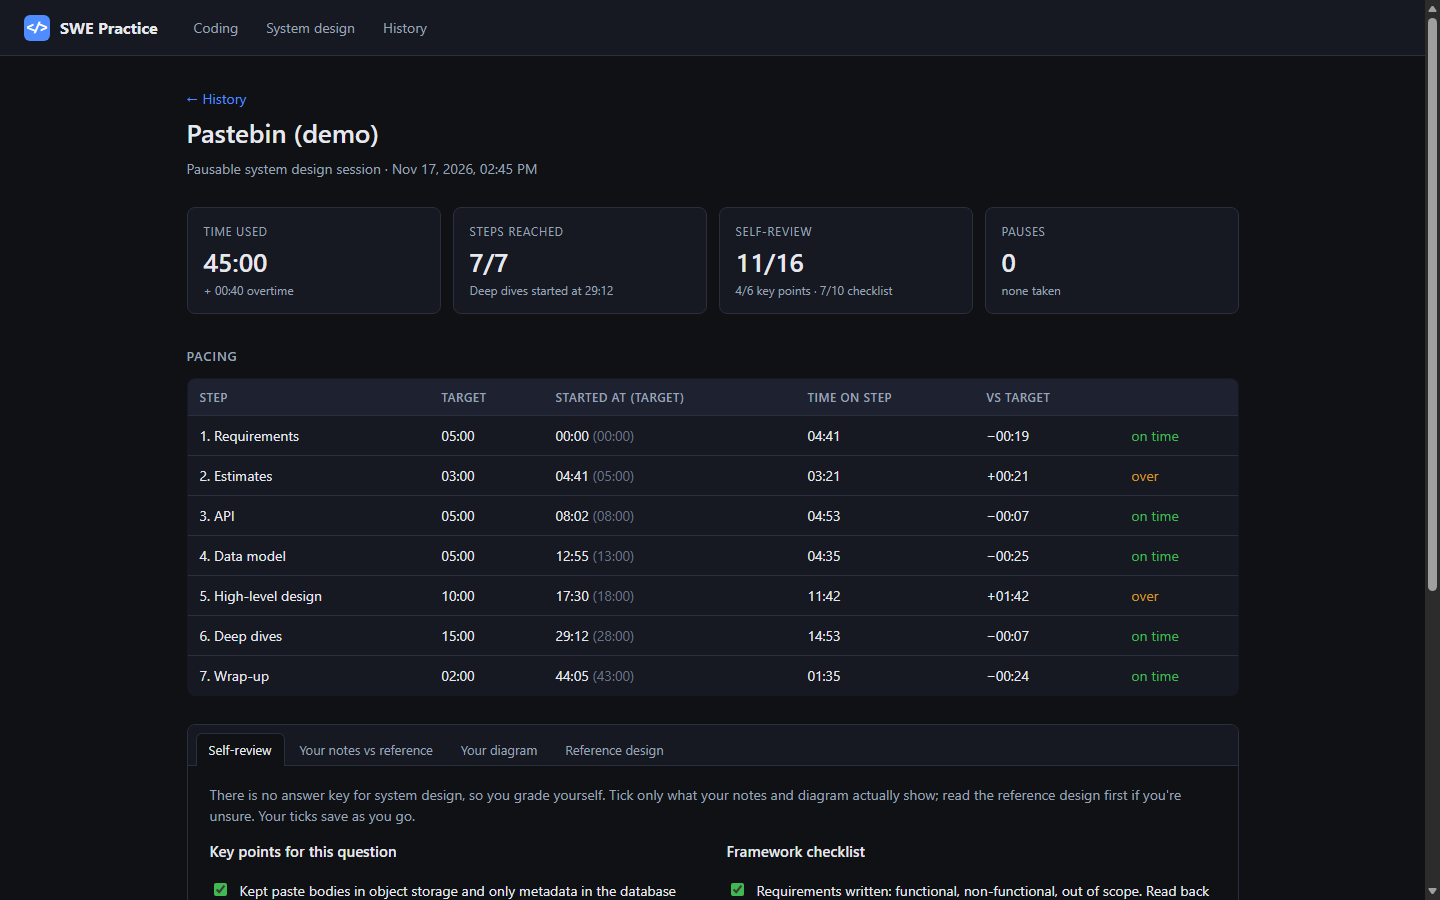 </> SWE Practice Coding System design History
← History
Pastebin (demo)
Pausable system design session · Nov 17, 2026, 02:45 PM
TIME USED STEPS REACHED SELF-REVIEW PAUSES
45:00 7/7 11/16 0
+ 00:40 overtime Deep dives started at 29:12 4/6 key points · 7/10 checklist none taken
PACING
STEP TARGET STARTED AT (TARGET) TIME ON STEP VS TARGET
1. Requirements 05:00 00:00 (00:00) 04:41 −00:19 on time
2. Estimates 03:00 04:41 (05:00) 03:21 +00:21 over
3. API 05:00 08:02 (08:00) 04:53 −00:07 on time
4. Data model 05:00 12:55 (13:00) 04:35 −00:25 on time
5. High-level design 10:00 17:30 (18:00) 11:42 +01:42 over
6. Deep dives 15:00 29:12 (28:00) 14:53 −00:07 on time
7. Wrap-up 02:00 44:05 (43:00) 01:35 −00:24 on time
Self-review Your notes vs reference Your diagram Reference design
There is no answer key for system design, so you grade yourself. Tick only what your notes and diagram actually show; read the reference design first if you're
unsure. Your ticks save as you go.
Key points for this question Framework checklist
Kept paste bodies in object storage and only metadata in the database Requirements written: functional, non-functional, out of scope. Read back